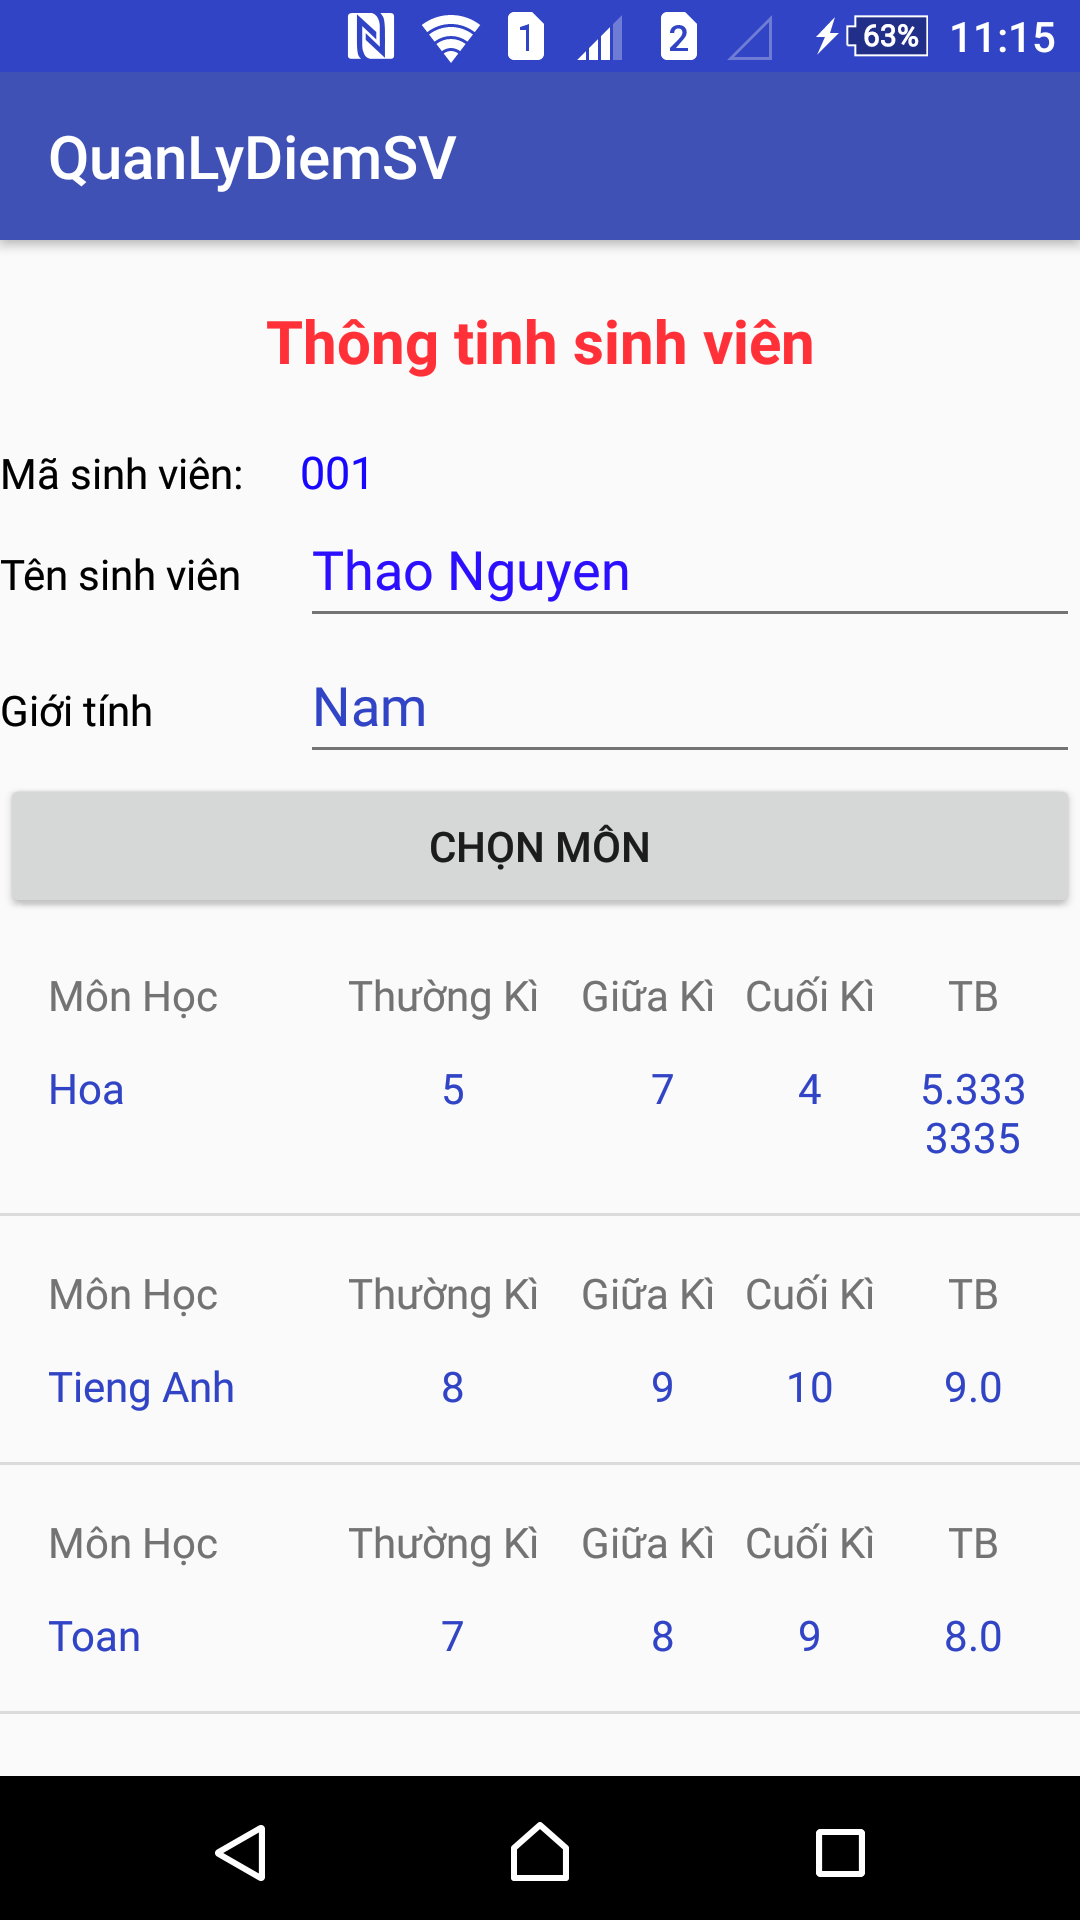 1 2 63% 11:15
QuanLyDiemSV
Thông tinh sinh viên
Mã sinh viên: 001
Tên sinh viên Thao Nguyen
Giới tính Nam
CHỌN MÔN
Môn Học Thường Kì Giữa Kì Cuối Kì TB
Hoa 5 7 4 5.333
3335
Môn Học Thường Kì Giữa Kì Cuối Kì TB
Tieng Anh 8 9 10 9.0
Môn Học Thường Kì Giữa Kì Cuối Kì TB
Toan 7 8 9 8.0